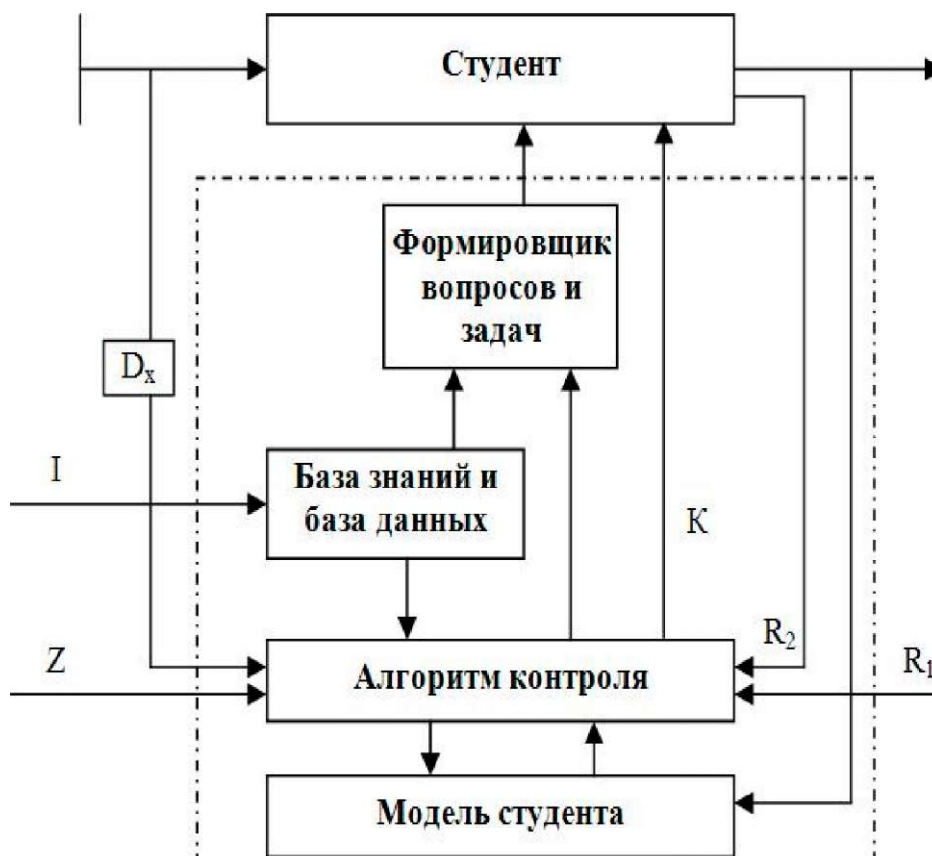 Студент
Формировщик
вопросов и
задач
Dx
I
База знаний и
база данных
К
Z
R2
R1
Алгоритм контроля
Модель студента